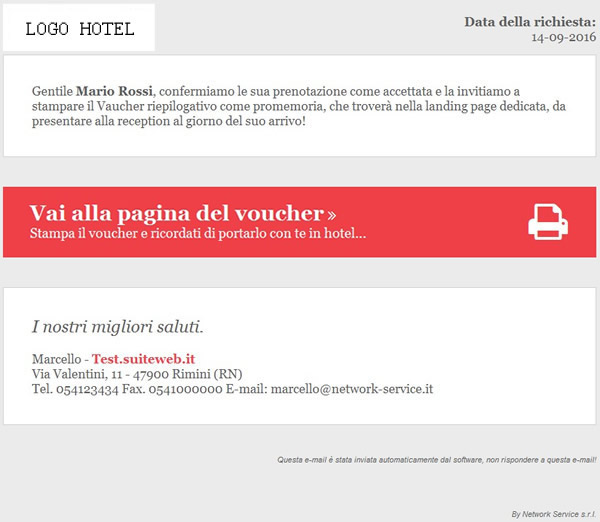 LOGO HOTEL
Data della richiesta:
14-09-2016
Gentile Mario Rossi, confermiamo le sua prenotazione come accettata e la invitiamo a
stampare il Vaucher riepilogativo come promemoria, che troverà nella landing page dedicata, da
presentare alla reception al giorno del suo arrivo!
Vai alla pagina del voucher »
Stampa il voucher e ricordati di portarlo con te in hotel...
I nostri migliori saluti.
Marcello - Test.suiteweb.it
Via Valentini, 11 - 47900 Rimini (RN)
Tel. 054123434 Fax. 0541000000 E-mail: marcello@network-service.it
Questa e-mail è stata inviata automaticamente dal software, non rispondere a questa e-mail!
By Network Service s.r.l.